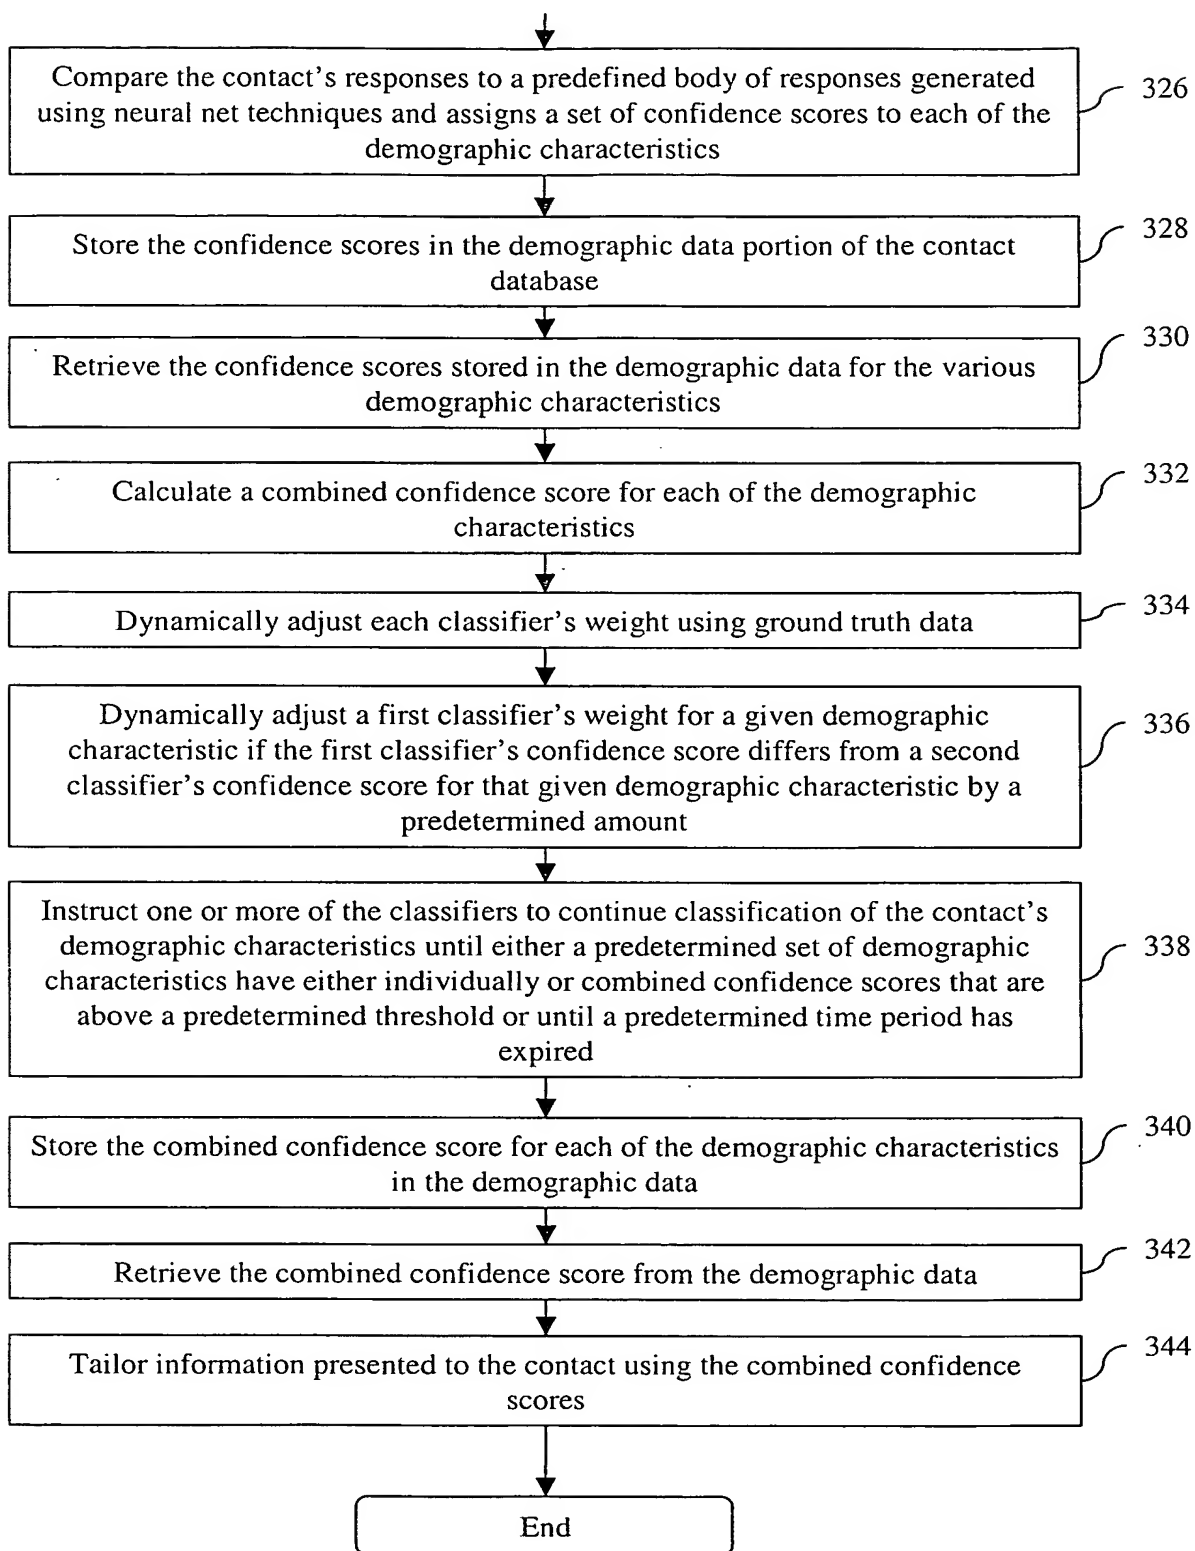 Compare the contact's responses to a predefined body of responses generated
using neural net techniques and assigns a set of confidence scores to each of the
demographic characteristics
326
Store the confidence scores in the demographic data portion of the contact
database
328
Retrieve the confidence scores stored in the demographic data for the various
demographic characteristics
330
Calculate a combined confidence score for each of the demographic
characteristics
332
Dynamically adjust each classifier's weight using ground truth data
334
Dynamically adjust a first classifier's weight for a given demographic
characteristic if the first classifier's confidence score differs from a second
classifier's confidence score for that given demographic characteristic by a
predetermined amount
336
Instruct one or more of the classifiers to continue classification of the contact's
demographic characteristics until either a predetermined set of demographic
characteristics have either individually or combined confidence scores that are
above a predetermined threshold or until a predetermined time period has
expired
338
Store the combined confidence score for each of the demographic characteristics
in the demographic data
340
Retrieve the combined confidence score from the demographic data
342
Tailor information presented to the contact using the combined confidence
scores
344
End